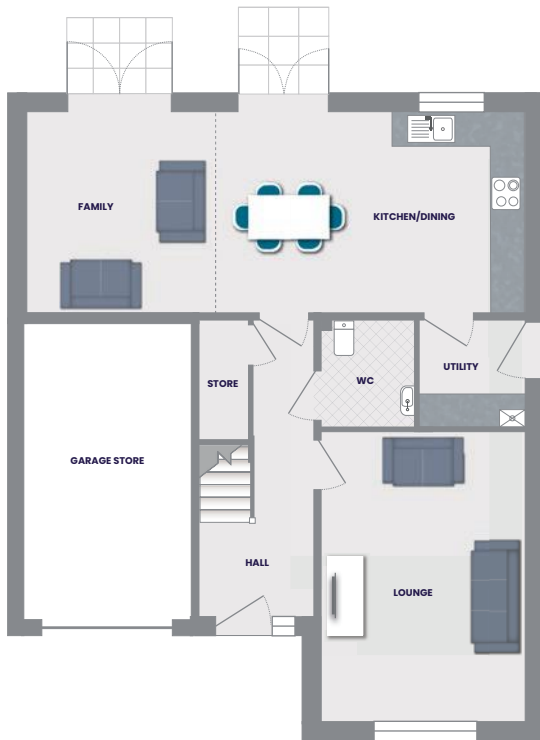 FAMILY
KITCHEN/DINING
UTILITY
WC
STORE
GARAGE STORE
HALL
LOUNGE